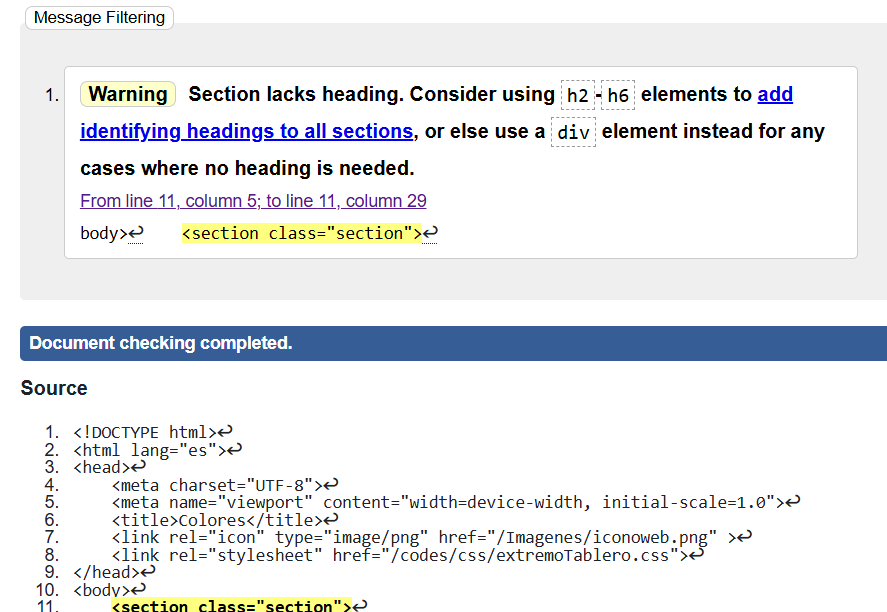 Message Filtering
1. Warning Section lacks heading. Consider using h2-h6 elements to add
identifying headings to all sections, or else use a div element instead for any
cases where no heading is needed.
From line 11, column 5; to line 11, column 29
body>↩    <section class="section">↩
Document checking completed.
Source
1. <!DOCTYPE html>↩
2. <html lang="es">↩
3. <head>↩
4.     <meta charset="UTF-8">↩
5.     <meta name="viewport" content="width=device-width, initial-scale=1.0">↩
6.     <title>Colores</title>↩
7.     <link rel="icon" type="image/png" href="/Imagenes/iconoweb.png" >↩
8.     <link rel="stylesheet" href="/codes/css/extremoTablero.css">↩
9. </head>↩
10. <body>↩
11.     <section class="section">↩